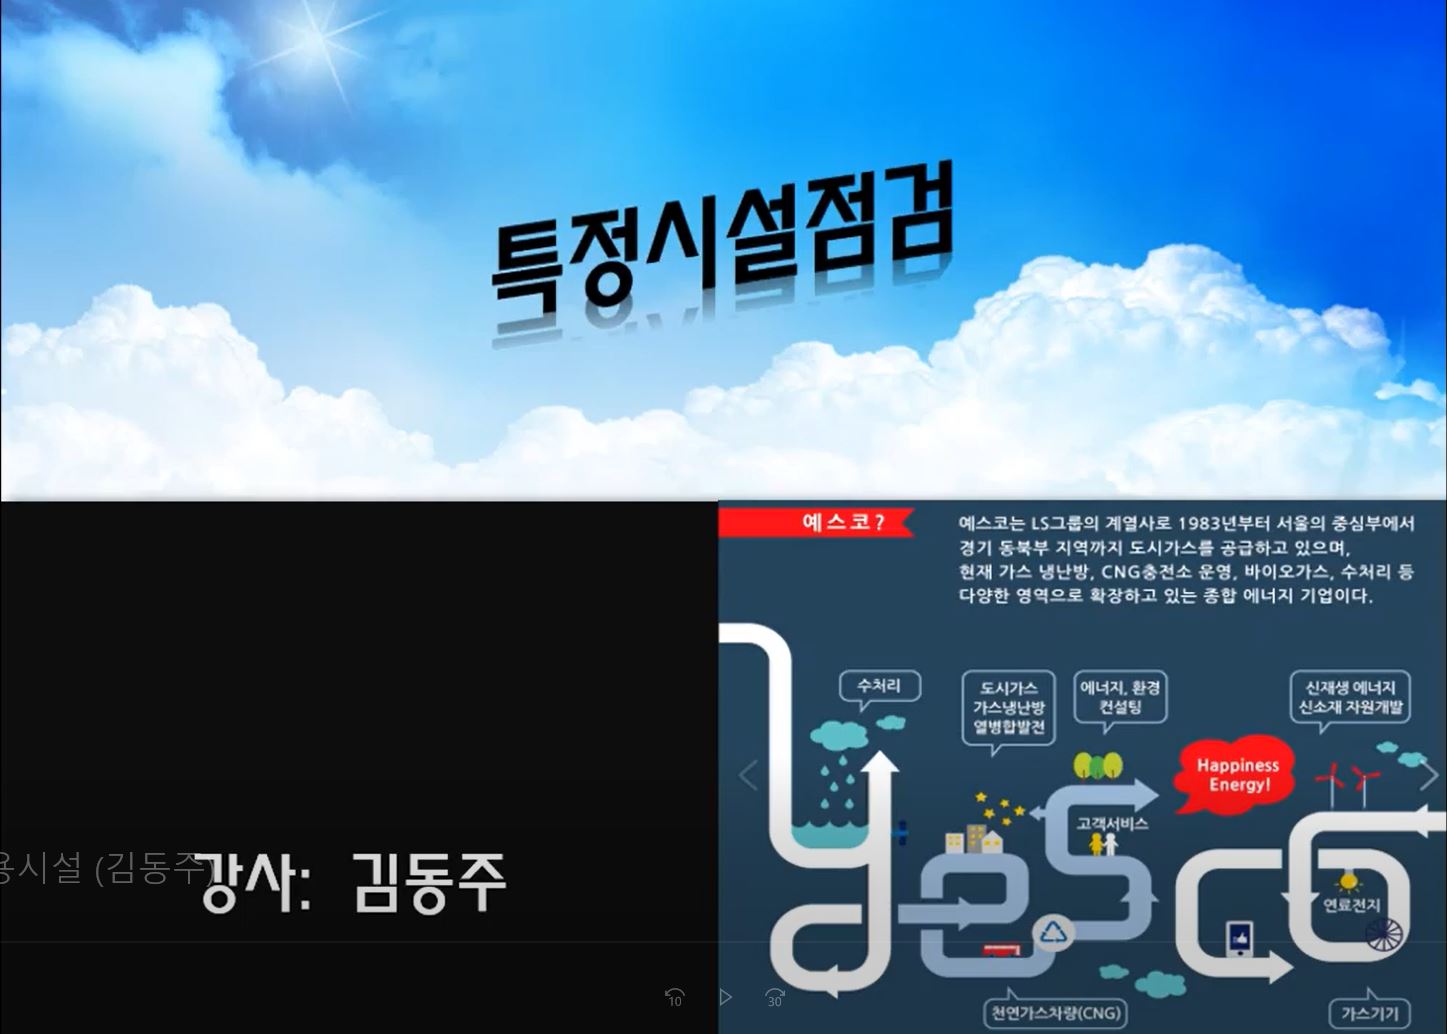 특정시설점검
예스코?
예스코는 LS그룹의 계열사로 1983년부터 서울의 중심부에서
경기 동북부 지역까지 도시가스를 공급하고 있으며,
현재 가스 냉난방, CNG충전소 운영, 바이오가스, 수처리 등
다양한 영역으로 확장하고 있는 종합 에너지 기업이다.
수처리
도시가스
가스냉난방
열병합발전
에너지, 환경
컨설팅
신재생 에너지
신소재 자원개발
Happiness
Energy!
고객서비스
yesco
연료전지
천연가스차량(CNG)
가스기기
용시설 (김동주)
강사: 김동주
10
30